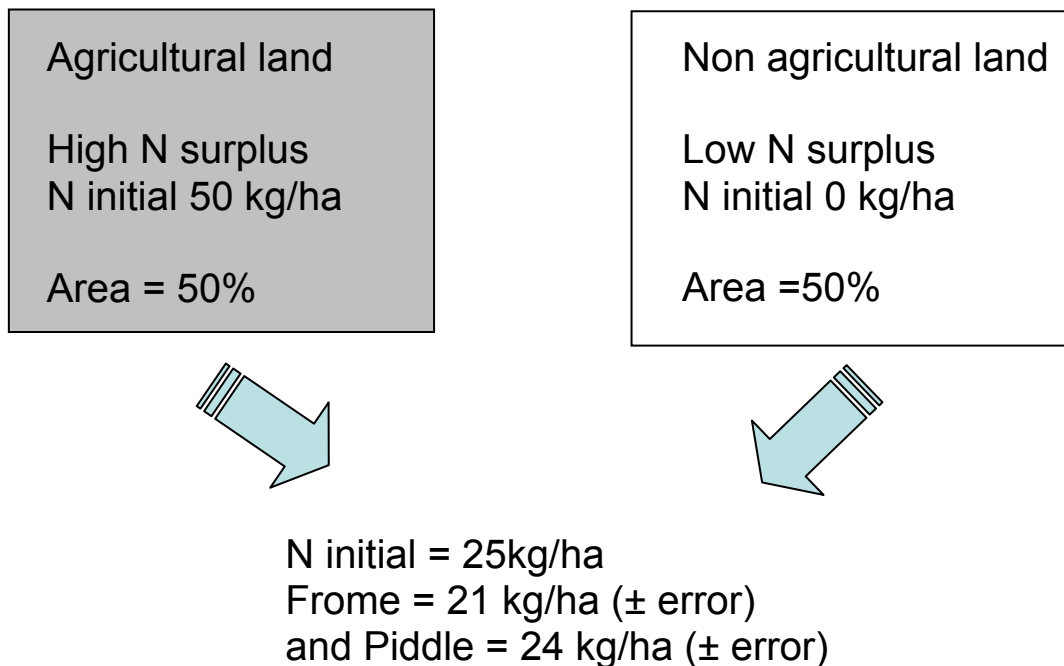 Agricultural land
High N surplus
N initial 50 kg/ha
Area = 50%
Non agricultural land
Low N surplus
N initial 0 kg/ha
Area =50%
N initial = 25kg/ha
Frome = 21 kg/ha (± error)
and Piddle = 24 kg/ha (± error)